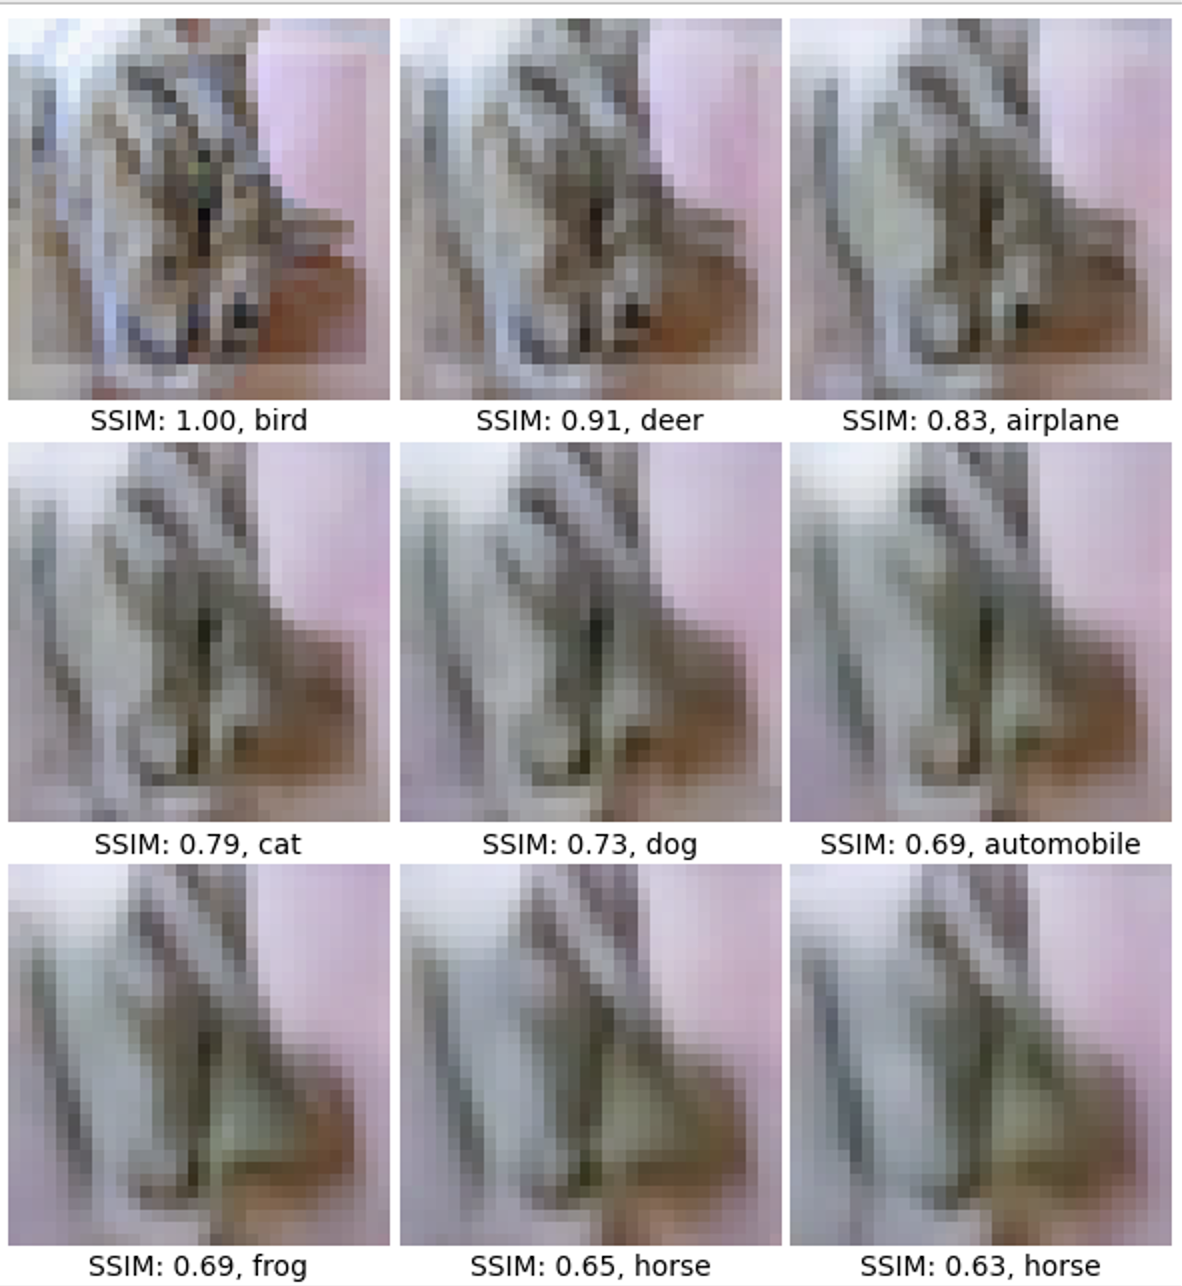 SSIM: 1.00, bird
SSIM: 0.91, deer
SSIM: 0.83, airplane
SSIM: 0.79, cat
SSIM: 0.73, dog
SSIM: 0.69, automobile
SSIM: 0.69, frog
SSIM: 0.65, horse
SSIM: 0.63, horse